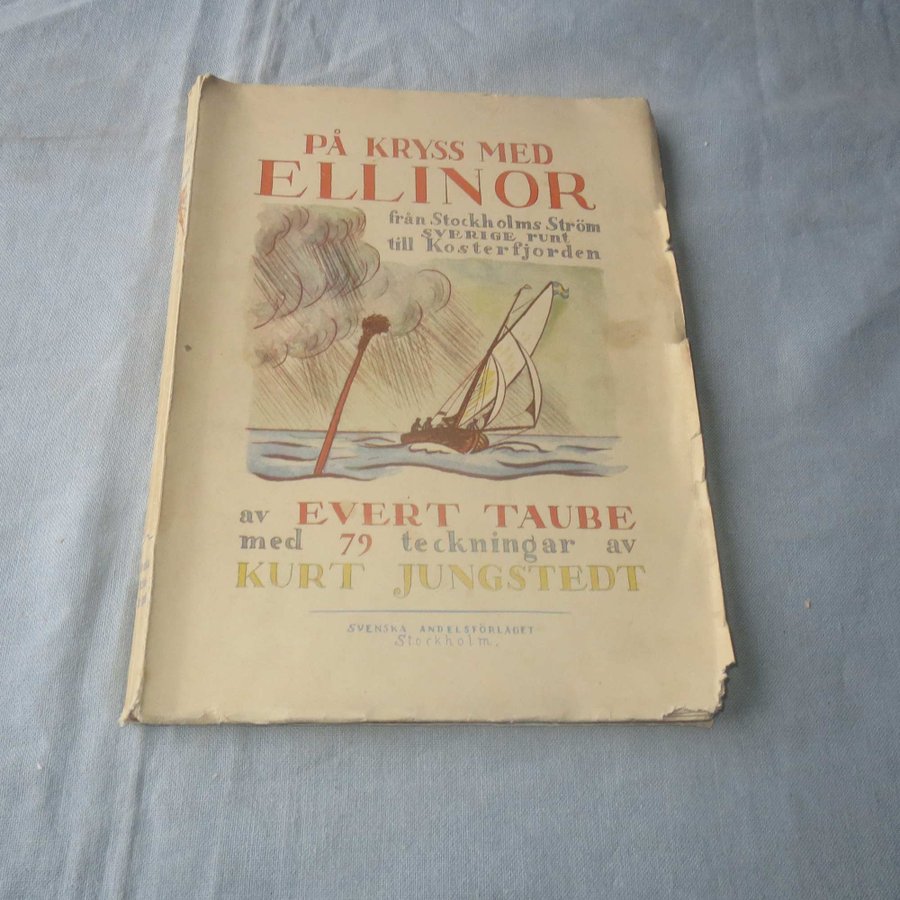 PÅ KRYSS MED
ELLINOR
från Stockholms Ström
SVERIGE runt
till Kosterfjorden
av EVERT TAUBE
med 79 teckningar av
KURT JUNGSTEDT
SVENSKA ANDELSFÖRLAGET
Stockholm.